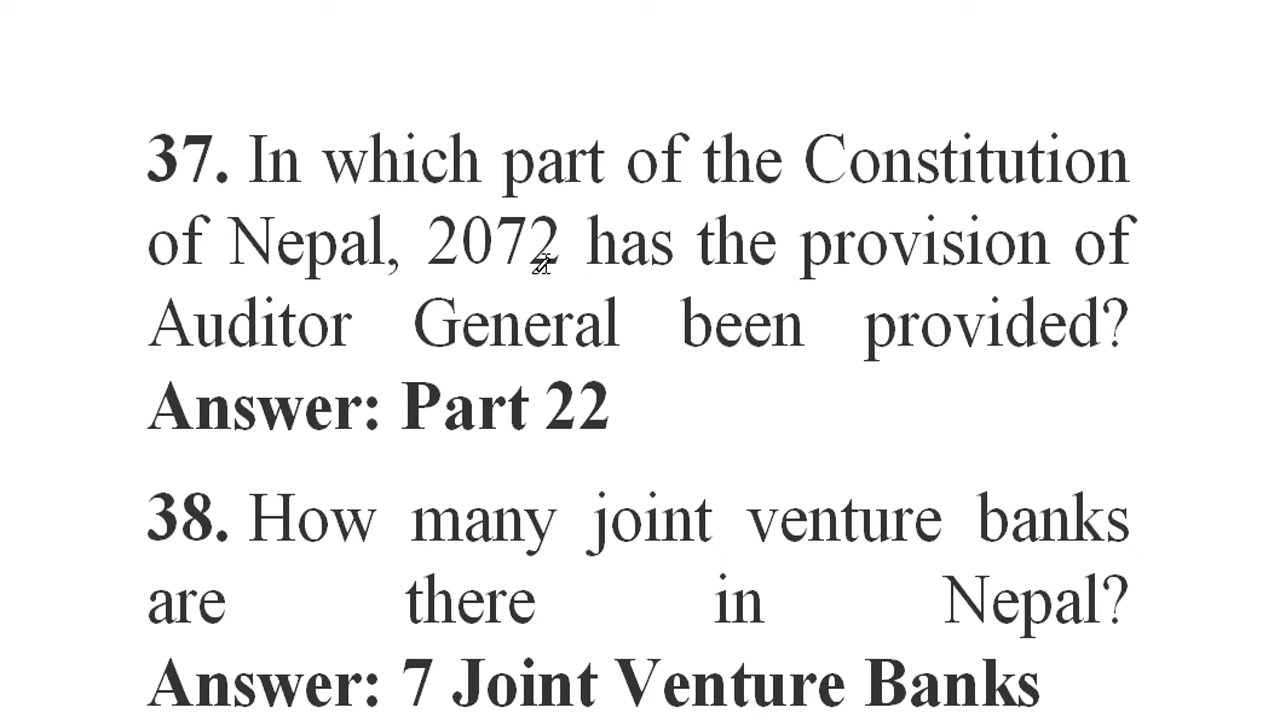 37. In which part of the Constitution
of Nepal, 2072 has the provision of
Auditor General been provided?
Answer: Part 22
38. How many joint venture banks
are there in Nepal?
Answer: 7 Joint Venture Banks